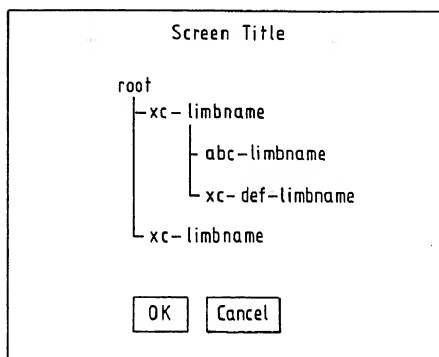 Screen Title
root
xc-limbname
abc-limbname
xc-def-limbname
xc-limbname
OK Cancel